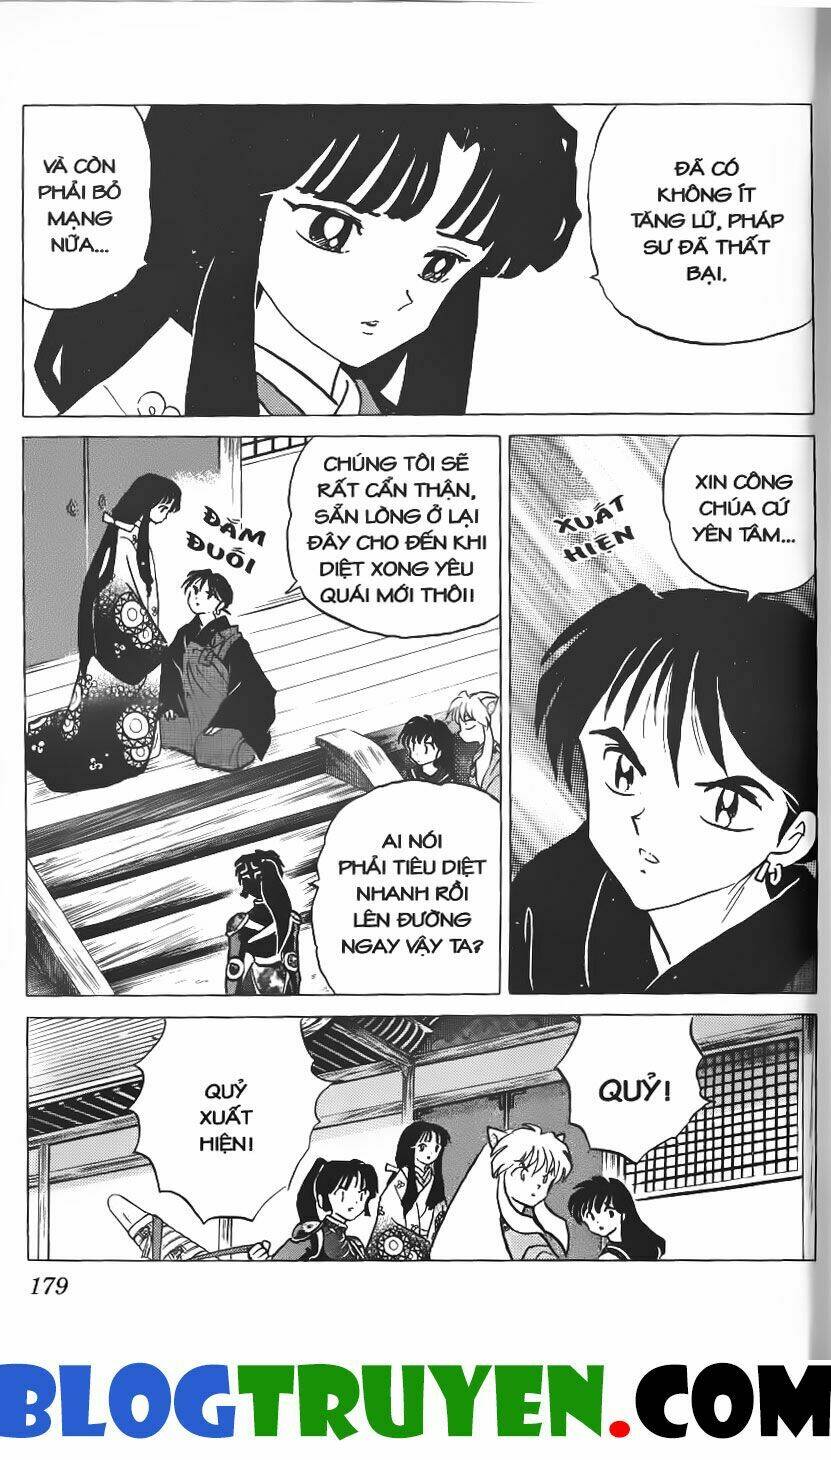 ĐÃ CÓ
KHÔNG ÍT
TĂNG LỮ, PHÁP
SƯ ĐÃ THẤT
BẠI.
VÀ CÒN
PHẢI BỎ
MẠNG
NỮA...
XIN CÔNG
CHÚA CỨ
YÊN TÂM...
XUẤT
HIỆN
CHÚNG TÔI SẼ
RẤT CẨN THẬN,
SẴN LÒNG Ở LẠI
ĐÂY CHO ĐẾN KHI
DIỆT XONG YÊU
QUÁI MỚI THÔI!
ĐẮM
ĐUỐI
AI NÓI
PHẢI TIÊU DIỆT
NHANH RỒI
LÊN ĐƯỜNG
NGAY VẬY TA?
QUỶ!
QUỶ
XUẤT
HIỆN!
179
BLOGTRUYEN.COM